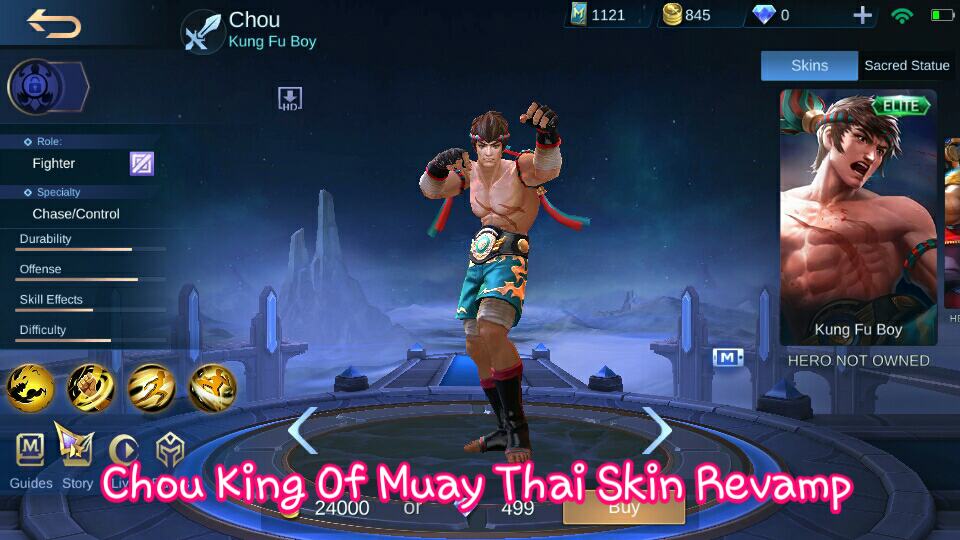 Chou
Kung Fu Boy
1121
845
0
Skins
Sacred Statue
HD
ELITE
Role:
Fighter
Specialty
Chase/Control
Durability
Offense
Skill Effects
Difficulty
Kung Fu Boy
HERO NOT OWNED
M
M
Guides
Story
Chou King Of Muay Thai Skin Revamp
24000 or 499
Buy